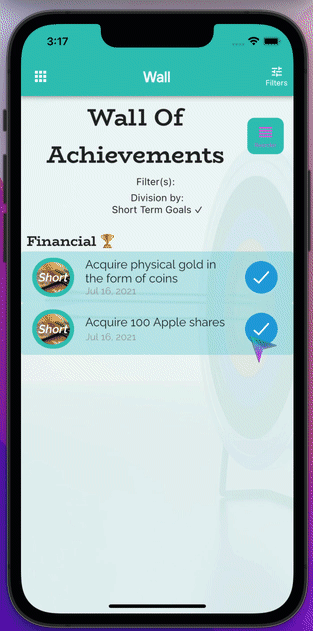 3:17
Wall
Filters
Wall Of
Achievements
Filter(s):
Division by:
Short Term Goals ✓
Financial 🏆
Short
Acquire physical gold in
the form of coins
Jul 16, 2021
Short
Acquire 100 Apple shares
Jul 16, 2021